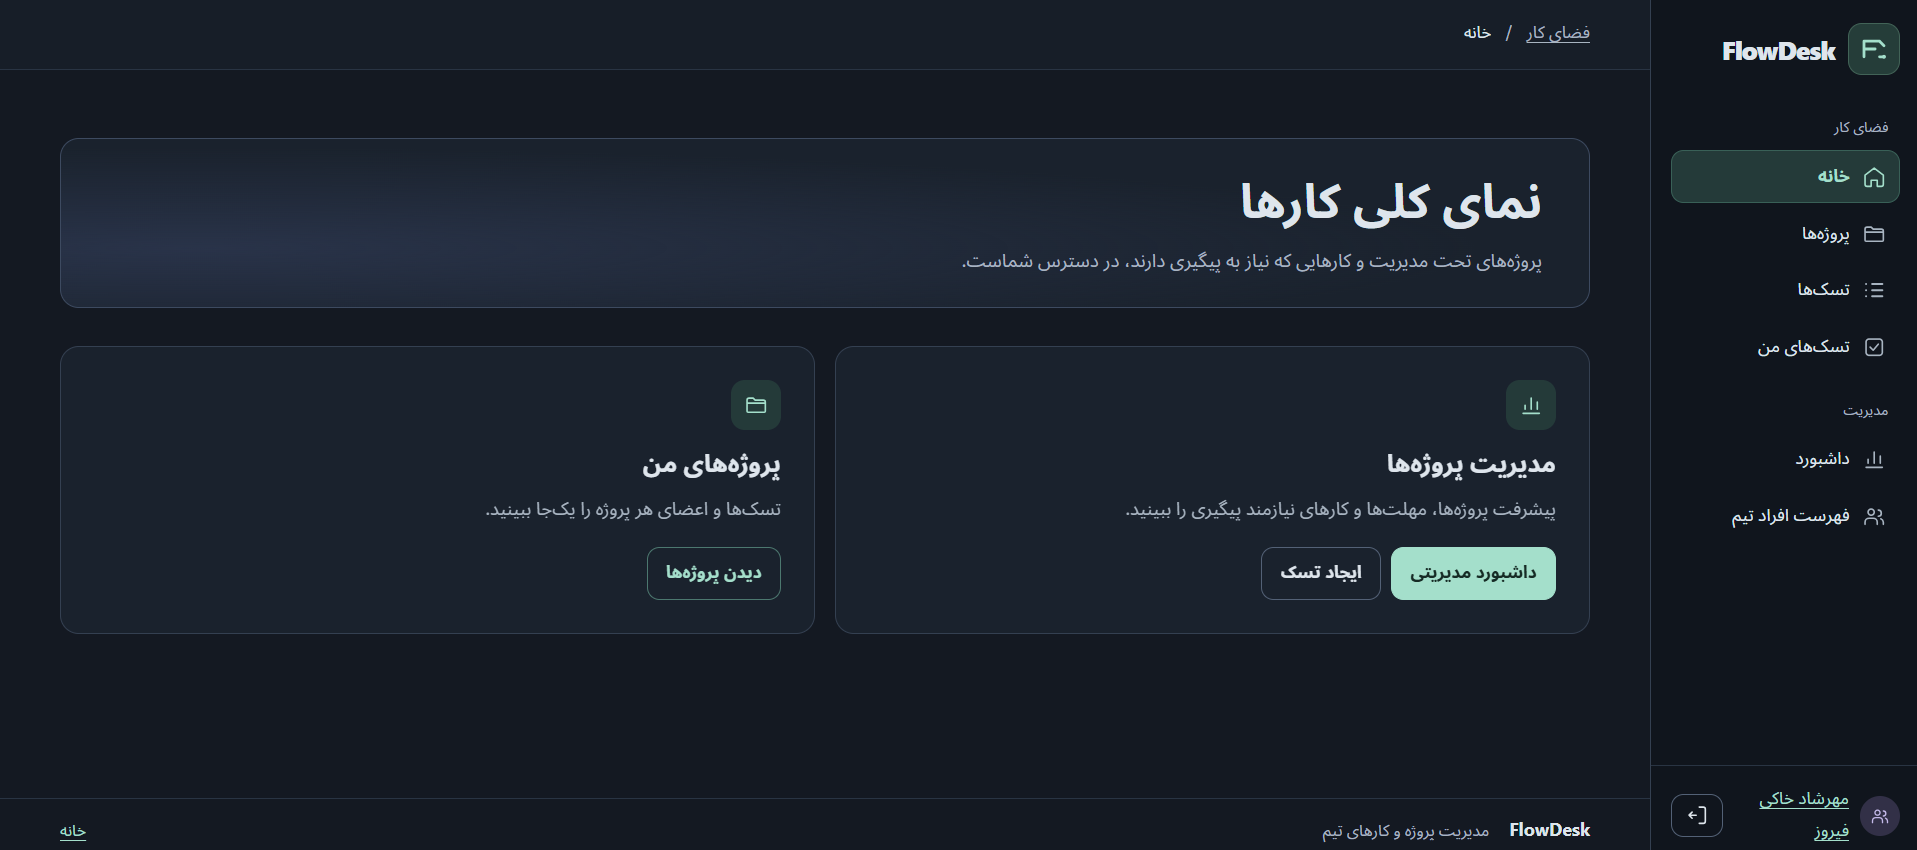 FlowDesk
فضای کار
خانه
پروژه‌ها
تسک‌ها
تسک‌های من
مدیریت
داشبورد
فهرست افراد تیم
مهرشاد خاکی
فیروز
فضای کار / خانه
نمای کلی کارها
پروژه‌های تحت مدیریت و کارهایی که نیاز به پیگیری دارند، در دسترس شماست.
مدیریت پروژه‌ها
پیشرفت پروژه‌ها، مهلت‌ها و کارهای نیازمند پیگیری را ببینید.
داشبورد مدیریتی
ایجاد تسک
پروژه‌های من
تسک‌ها و اعضای هر پروژه را یک‌جا ببینید.
دیدن پروژه‌ها
FlowDesk مدیریت پروژه و کارهای تیم
خانه